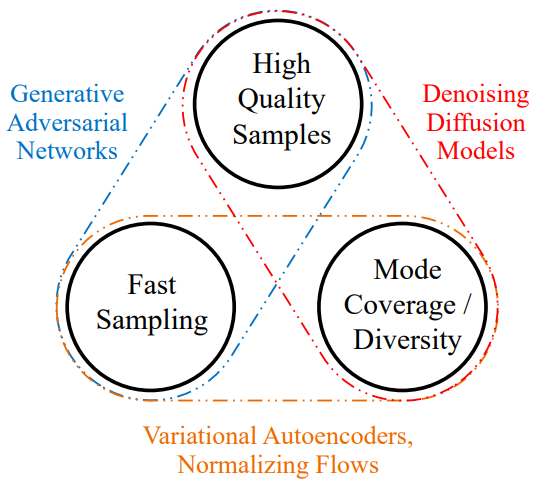 High
Quality
Samples
Generative
Adversarial
Networks
Denoising
Diffusion
Models
Fast
Sampling
Mode
Coverage /
Diversity
Variational Autoencoders,
Normalizing Flows